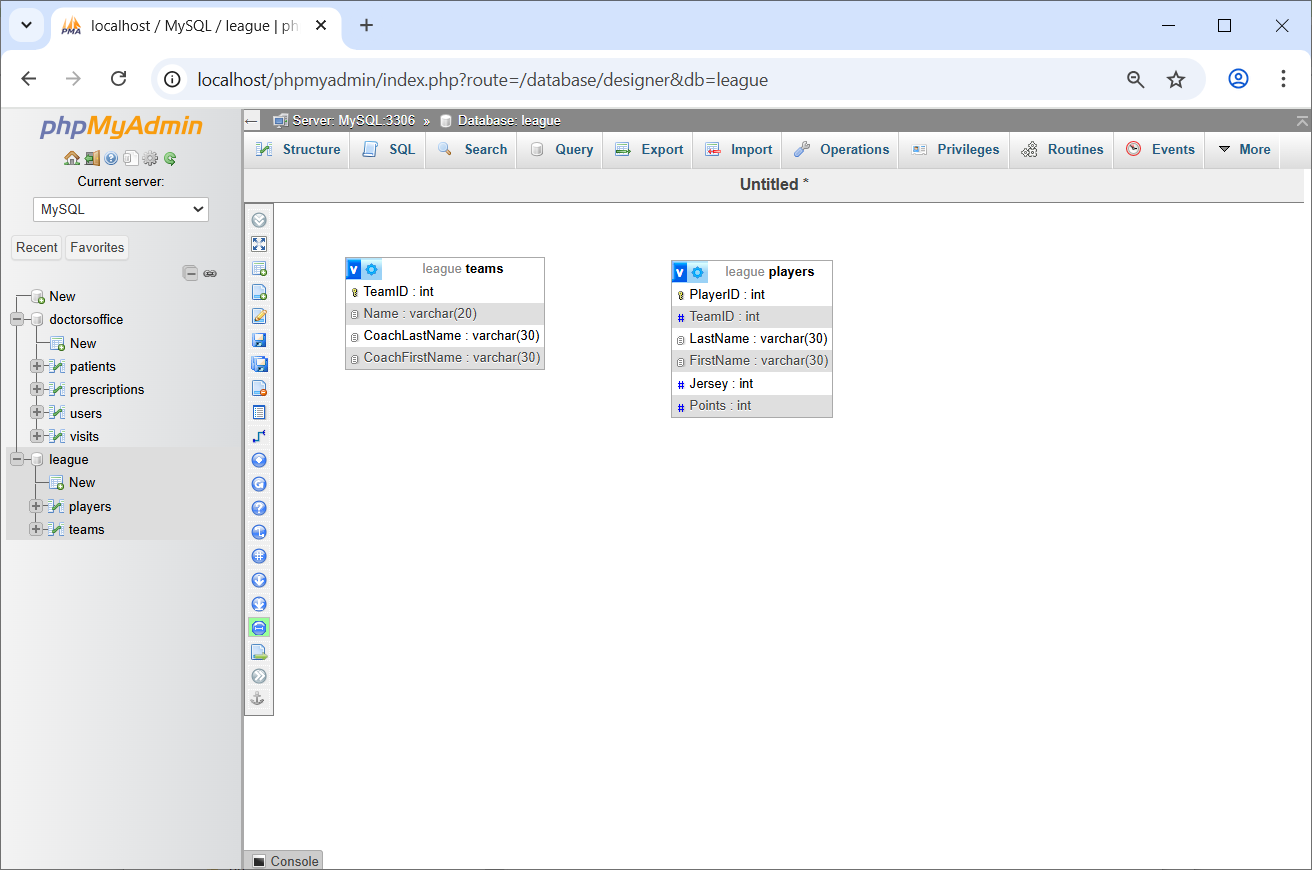 localhost / MySQL / league | ph
localhost/phpmyadmin/index.php?route=/database/designer&db=league
phpMyAdmin
Current server:
MySQL
Recent Favorites
New
doctorsoffice
New
patients
prescriptions
users
visits
league
New
players
teams
Server: MySQL:3306 » Database: league
Structure SQL Search Query Export Import Operations Privileges Routines Events More
Untitled *
v league teams
TeamID : int
Name : varchar(20)
CoachLastName : varchar(30)
CoachFirstName : varchar(30)
v league players
PlayerID : int
# TeamID : int
LastName : varchar(30)
FirstName : varchar(30)
# Jersey : int
# Points : int
Console